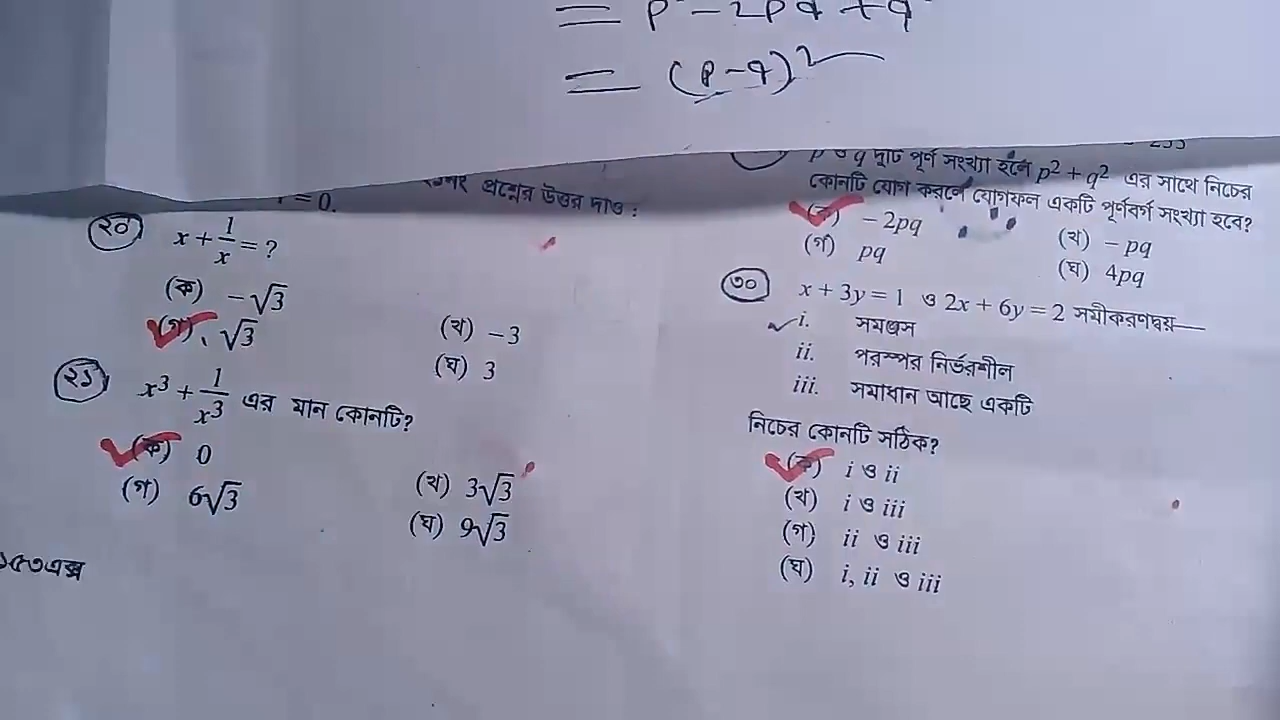 = p² - 2pq + q²
= (p-q)²
= 0.
প্রশ্নের উত্তর দাও :
২০ x + 1/x = ?
(ক) -√3
(গ) √3
(খ) -3
(ঘ) 3
২১ x³ + 1/x³ এর মান কোনটি?
(ক) 0
(গ) 6√3
(খ) 3√3
(ঘ) 9√3
p ও q দুটি পূর্ণ সংখ্যা হলে p² + q² এর সাথে নিচের
কোনটি যোগ করলে যোগফল একটি পূর্ণবর্গ সংখ্যা হবে?
(ক) -2pq
(খ) -pq
(গ) pq
(ঘ) 4pq
৩০ x + 3y = 1 ও 2x + 6y = 2 সমীকরণদ্বয়—
i. সমঞ্জস
ii. পরস্পর নির্ভরশীল
iii. সমাধান আছে একটি
নিচের কোনটি সঠিক?
(ক) i ও ii
(খ) i ও iii
(গ) ii ও iii
(ঘ) i, ii ও iii